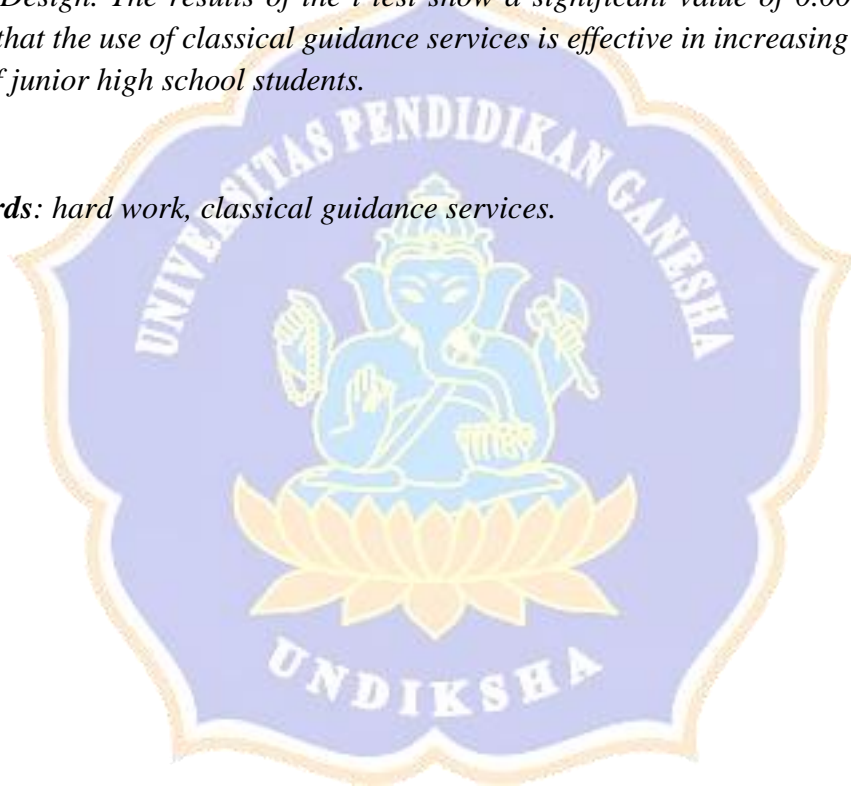 Design. The results of the t-test show a significant value of 0.00
that the use of classical guidance services is effective in increasing
f junior high school students.
rds: hard work, classical guidance services.
UNIVERSITAS PENDIDIKAN GANESHA
UNDIKSHA